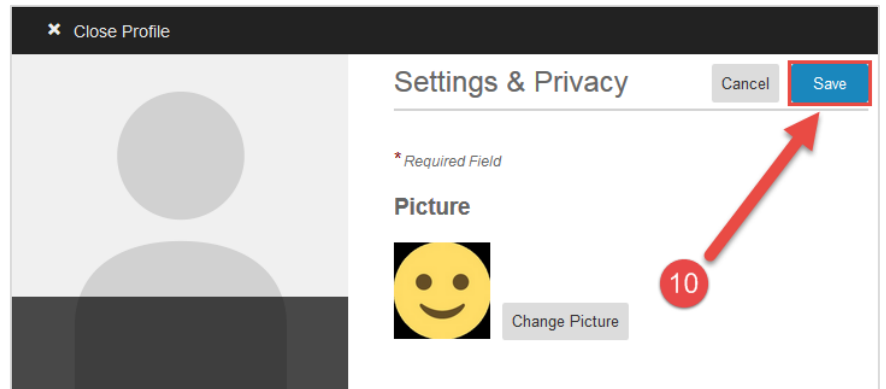 ✖ Close Profile
Settings & Privacy Cancel Save
* Required Field
Picture
10
Change Picture